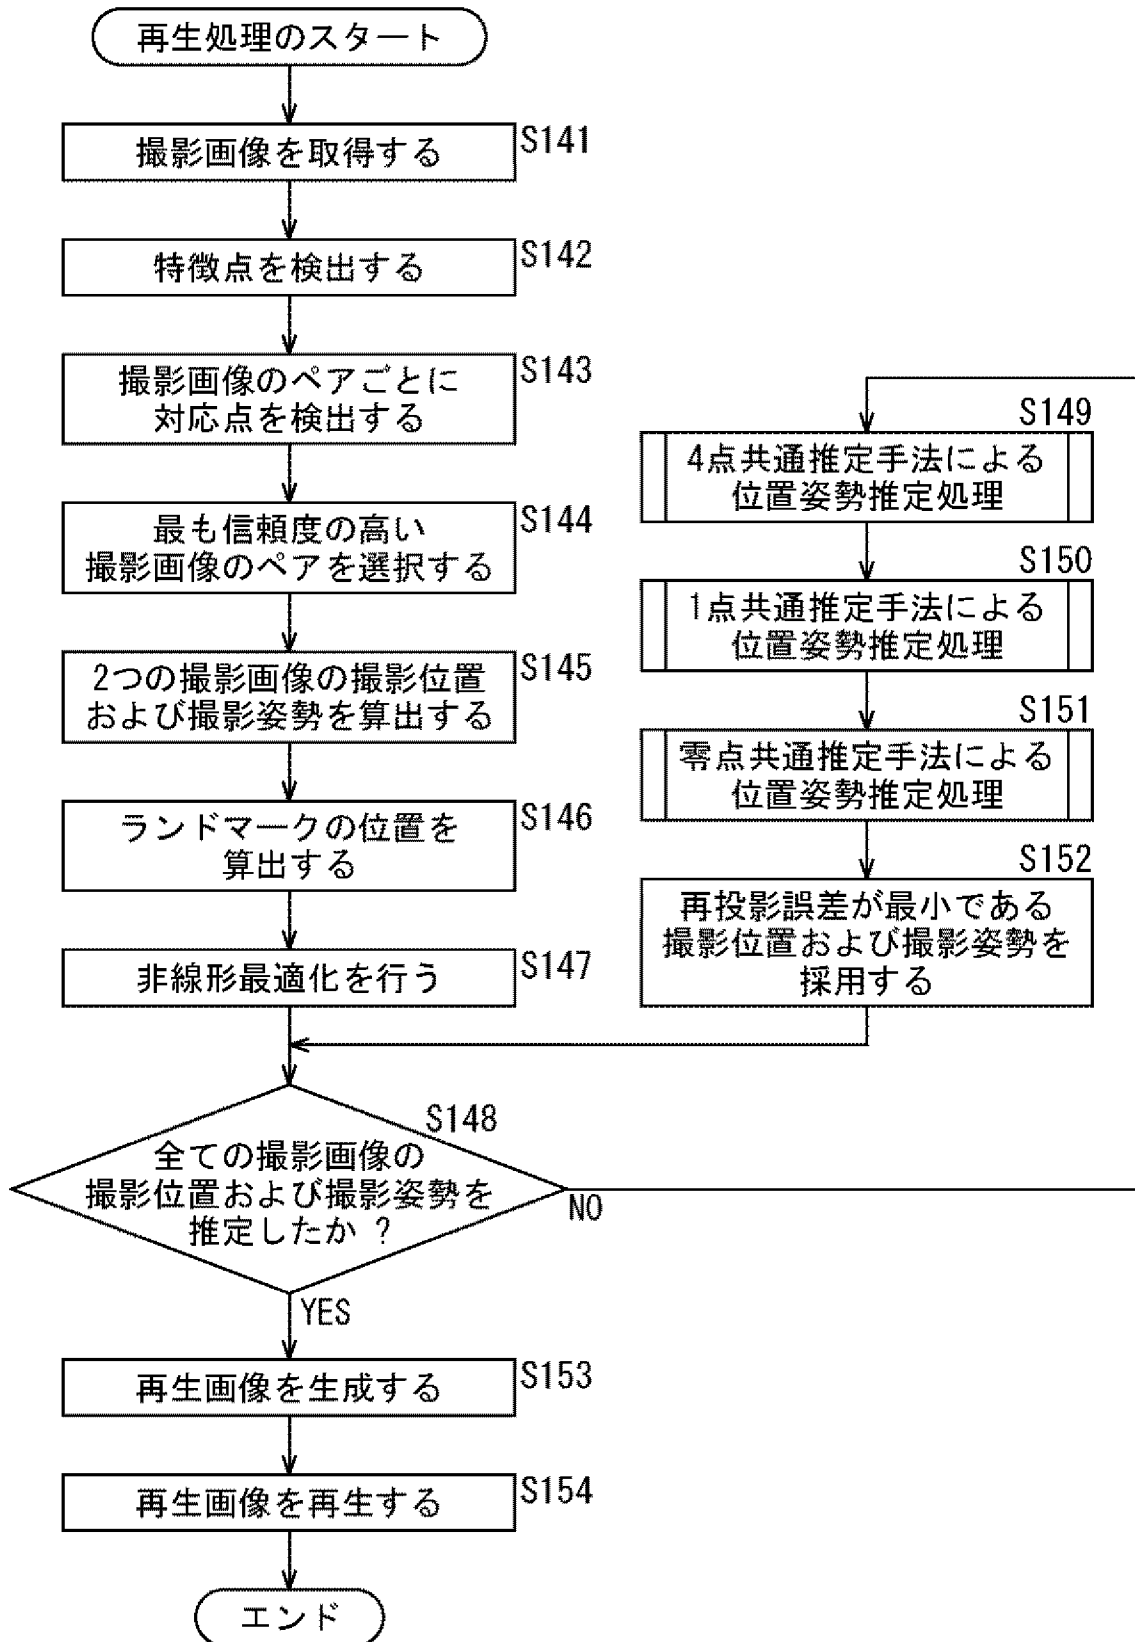 再生処理のスタート
撮影画像を取得する
S141
特徴点を検出する
S142
撮影画像のペアごとに
対応点を検出する
S143
最も信頼度の高い
撮影画像のペアを選択する
S144
2つの撮影画像の撮影位置
および撮影姿勢を算出する
S145
ランドマークの位置を
算出する
S146
非線形最適化を行う
S147
S148
全ての撮影画像の
撮影位置および撮影姿勢を
推定したか ?
NO
YES
S149
4点共通推定手法による
位置姿勢推定処理
S150
1点共通推定手法による
位置姿勢推定処理
S151
零点共通推定手法による
位置姿勢推定処理
S152
再投影誤差が最小である
撮影位置および撮影姿勢を
採用する
再生画像を生成する
S153
再生画像を再生する
S154
エンド